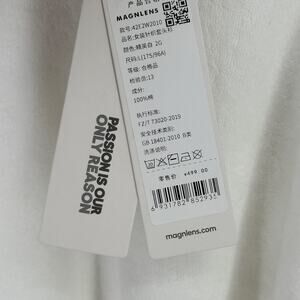 产品合格
MAGNLENS
款号:42E2W2010
品名:女装针织套头衫
颜色:精英白 2G
尺码:L(175/96A)
等级:合格品
检验员:13
成分:
100%棉
执行标准:
FZ/T 73020-2019
安全技术类别:
GB 18401-2010 B类
洗涤说明:
零售价 ¥499.00
6 931782 85293
magnlens.com
PASSION IS OUR
ONLY REASON